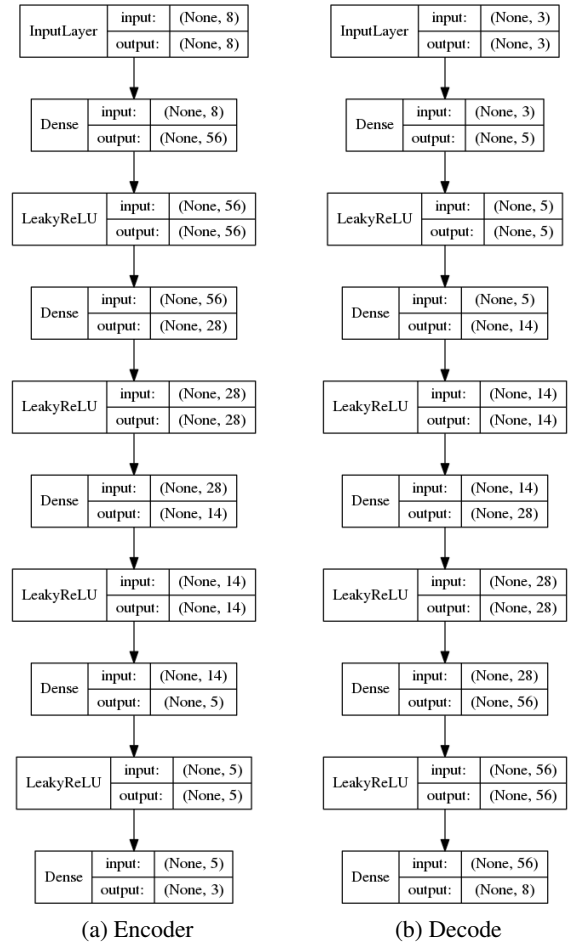 InputLayer input: (None, 8)
output: (None, 8)
Dense input: (None, 8)
output: (None, 56)
LeakyReLU input: (None, 56)
output: (None, 56)
Dense input: (None, 56)
output: (None, 28)
LeakyReLU input: (None, 28)
output: (None, 28)
Dense input: (None, 28)
output: (None, 14)
LeakyReLU input: (None, 14)
output: (None, 14)
Dense input: (None, 14)
output: (None, 5)
LeakyReLU input: (None, 5)
output: (None, 5)
Dense input: (None, 5)
output: (None, 3)
(a) Encoder
InputLayer input: (None, 3)
output: (None, 3)
Dense input: (None, 3)
output: (None, 5)
LeakyReLU input: (None, 5)
output: (None, 5)
Dense input: (None, 5)
output: (None, 14)
LeakyReLU input: (None, 14)
output: (None, 14)
Dense input: (None, 14)
output: (None, 28)
LeakyReLU input: (None, 28)
output: (None, 28)
Dense input: (None, 28)
output: (None, 56)
LeakyReLU input: (None, 56)
output: (None, 56)
Dense input: (None, 56)
output: (None, 8)
(b) Decode